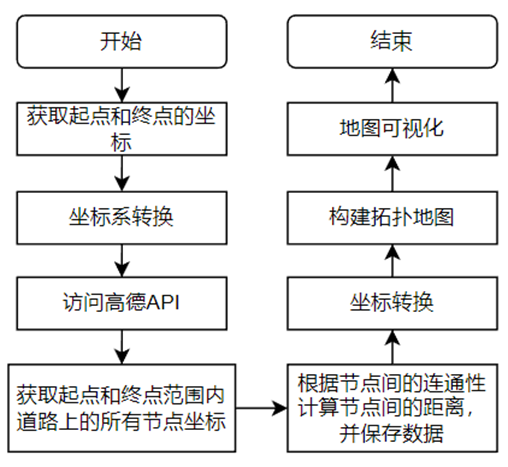 开始
获取起点和终点的坐
标
坐标系转换
访问高德API
获取起点和终点范围内
道路上的所有节点坐标
根据节点间的连通性
计算节点间的距离，
并保存数据
坐标转换
构建拓扑地图
地图可视化
结束